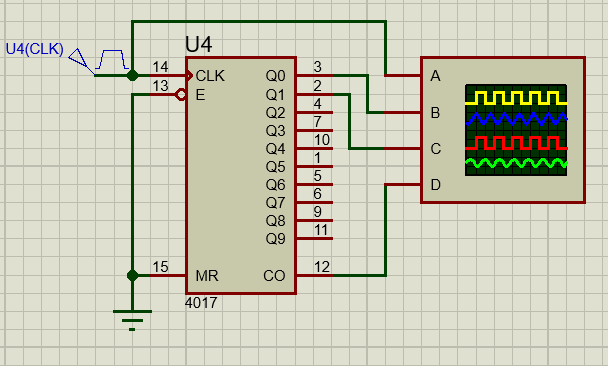 U4
U4(CLK)
14 CLK Q0 3 A
13 E Q1 2
Q2 4 B
Q3 7
Q4 10 C
Q5 1
Q6 5 D
Q7 6
Q8 9
Q9 11
15 MR CO 12
4017